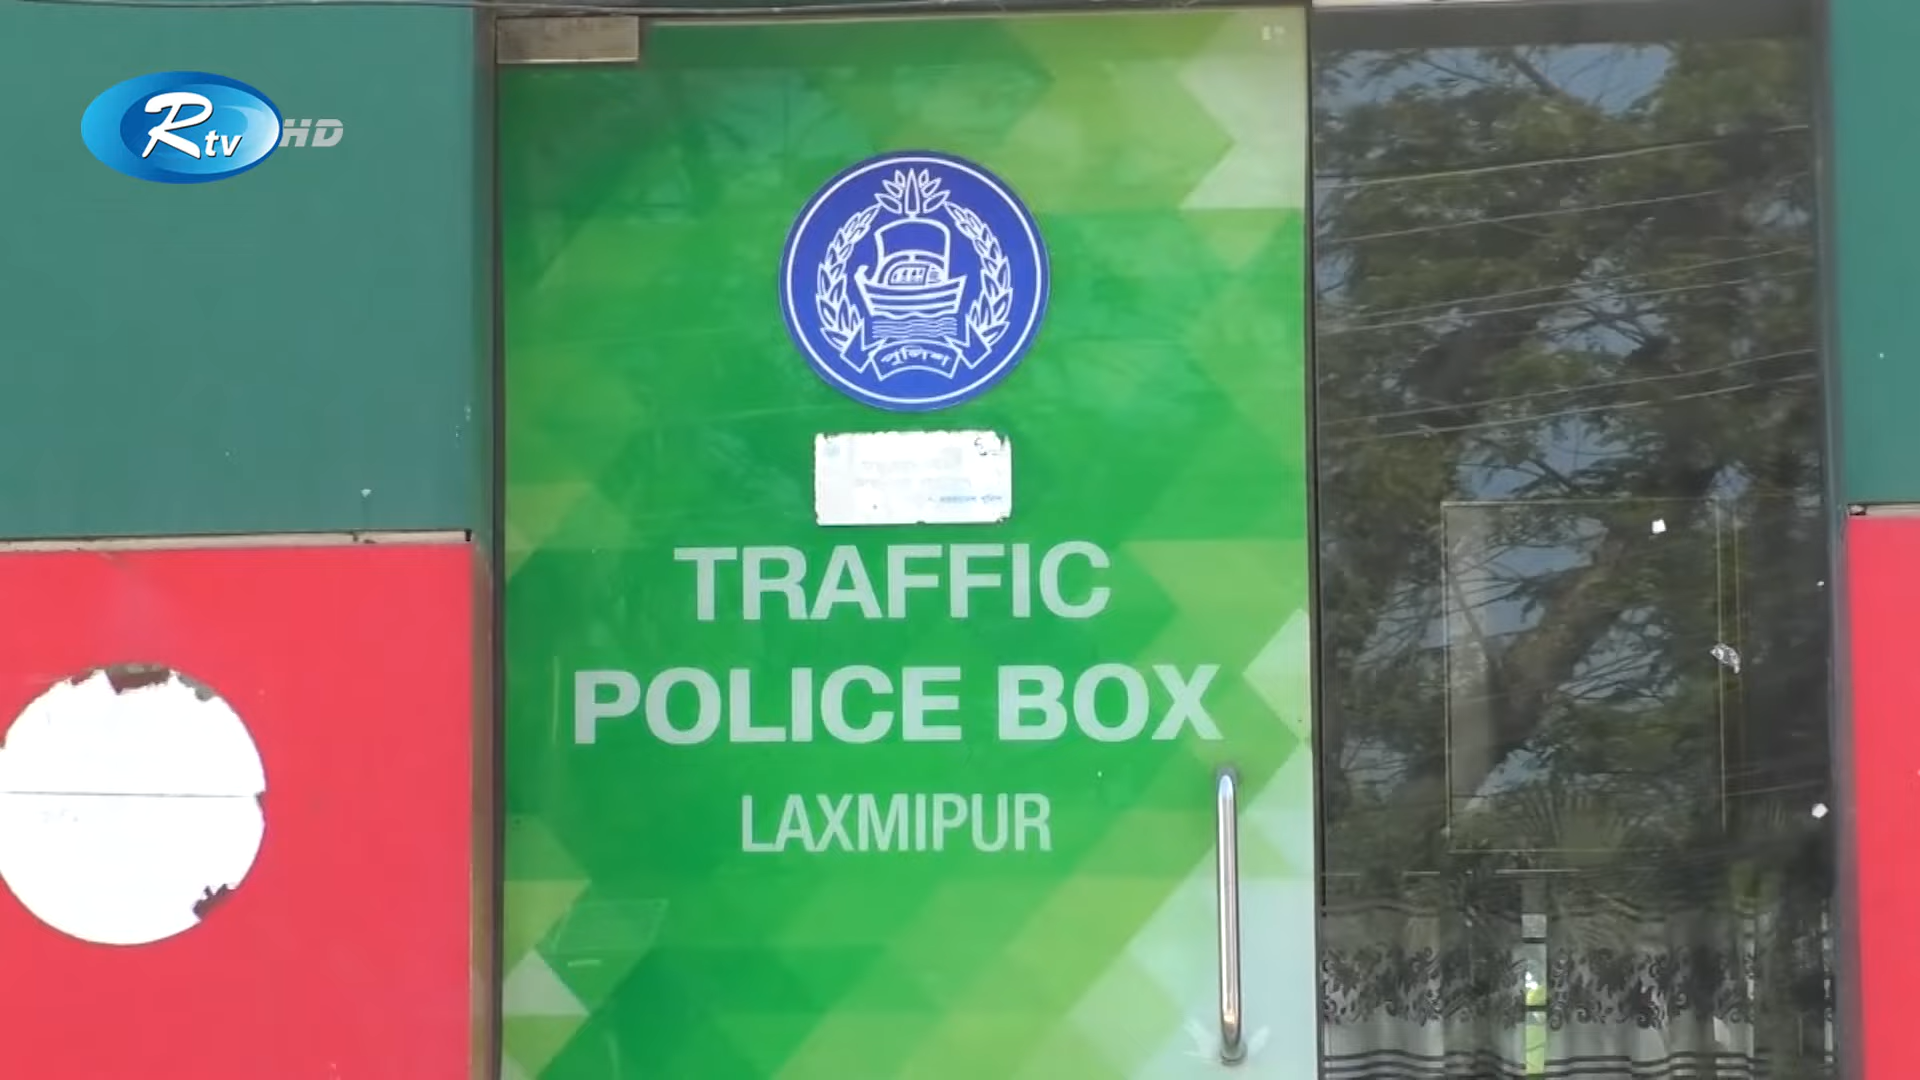 Rtv HD
পুলিশ
TRAFFIC
POLICE BOX
LAXMIPUR